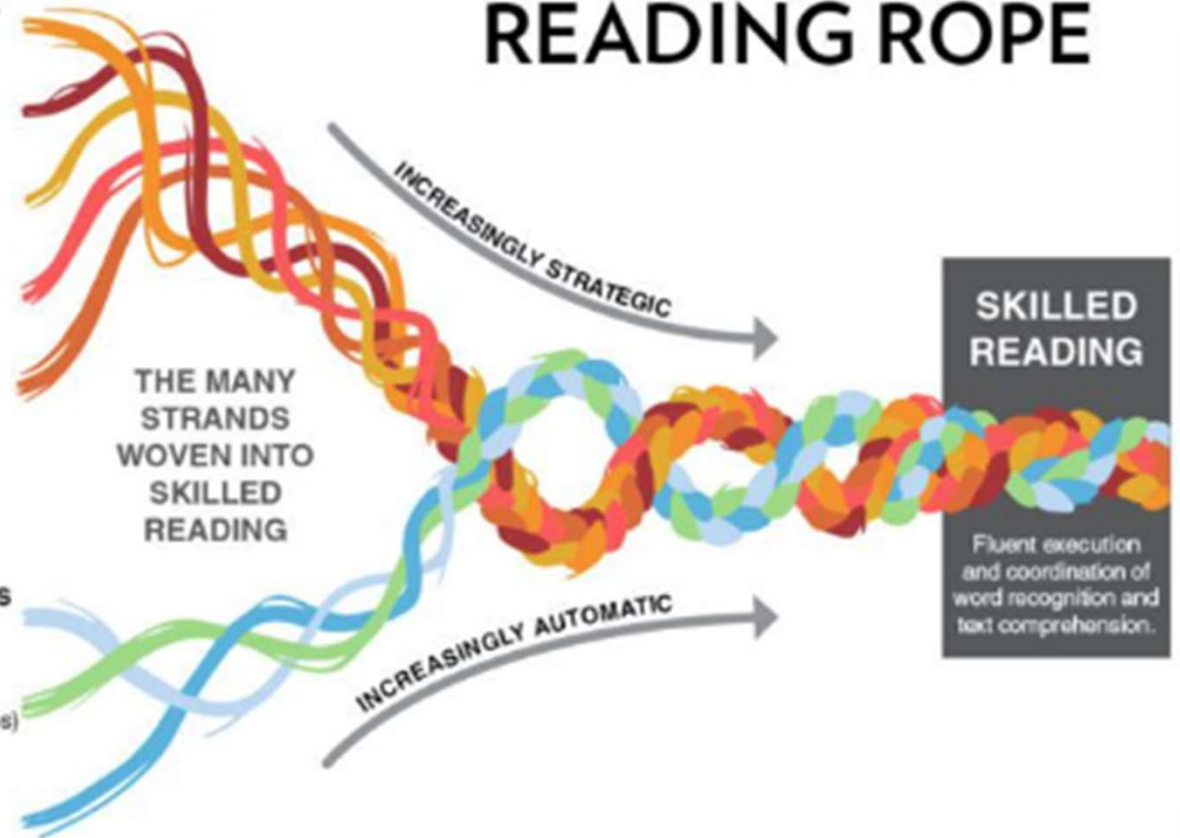 READING ROPE
INCREASINGLY STRATEGIC
SKILLED
READING
THE MANY
STRANDS
WOVEN INTO
SKILLED
READING
Fluent execution
and coordination of
word recognition and
text comprehension.
INCREASINGLY AUTOMATIC
s
s)